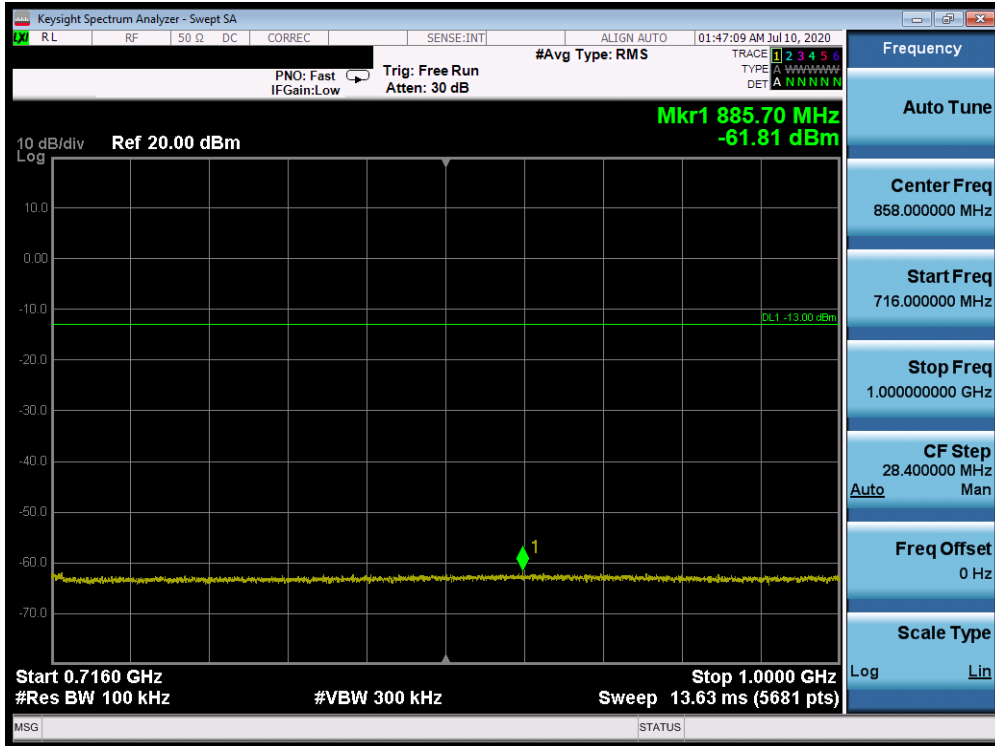 Keysight Spectrum Analyzer - Swept SA
LXI RL RF 50 Ω DC CORREC SENSE:INT ALIGN AUTO 01:47:09 AM Jul 10, 2020
#Avg Type: RMS TRACE 1 2 3 4 5 6
PNO: Fast Trig: Free Run TYPE A WWWWW
IFGain:Low Atten: 30 dB DET A N N N N N
Mkr1 885.70 MHz
-61.81 dBm
10 dB/div Ref 20.00 dBm
Log
10.0
0.00
-10.0
DL1 -13.00 dBm
-20.0
-30.0
-40.0
-50.0
1
-60.0
-70.0
Start 0.7160 GHz Stop 1.0000 GHz
#Res BW 100 kHz #VBW 300 kHz Sweep 13.63 ms (5681 pts)
MSG STATUS
Frequency
Auto Tune
Center Freq
858.000000 MHz
Start Freq
716.000000 MHz
Stop Freq
1.000000000 GHz
CF Step
28.400000 MHz
Auto Man
Freq Offset
0 Hz
Scale Type
Log Lin